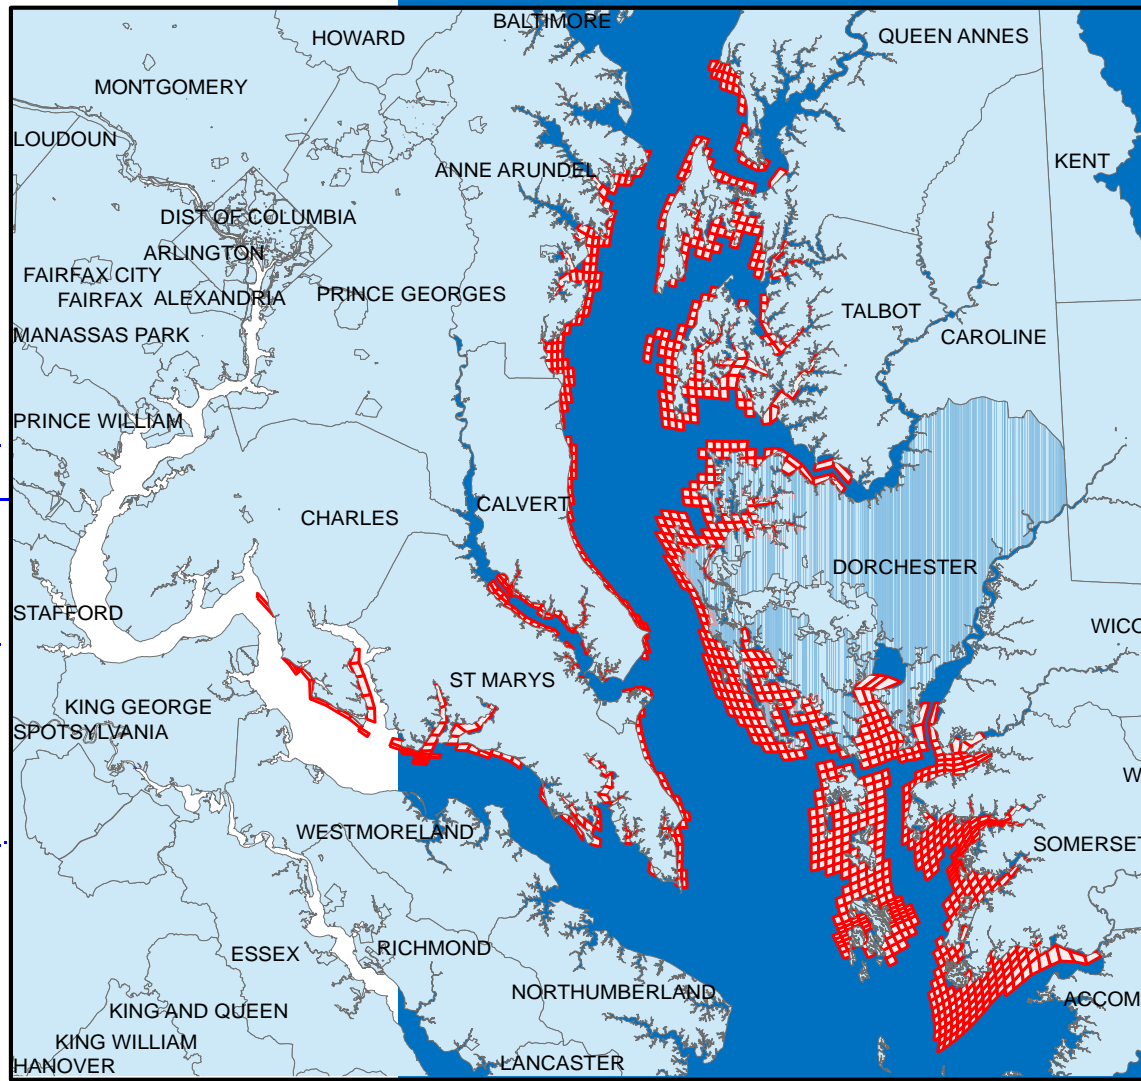 BALTIMORE
HOWARD
QUEEN ANNES
MONTGOMERY
LOUDOUN
KENT
ANNE ARUNDEL
DIST OF COLUMBIA
ARLINGTON
FAIRFAX CITY
FAIRFAX
ALEXANDRIA
PRINCE GEORGES
TALBOT
MANASSAS PARK
CAROLINE
PRINCE WILLIAM
CALVERT
CHARLES
DORCHESTER
STAFFORD
WICO
ST MARYS
KING GEORGE
SPOTSYLVANIA
W
WESTMORELAND
SOMERSET
RICHMOND
ESSEX
NORTHUMBERLAND
ACCOM
KING AND QUEEN
KING WILLIAM
LANCASTER
HANOVER